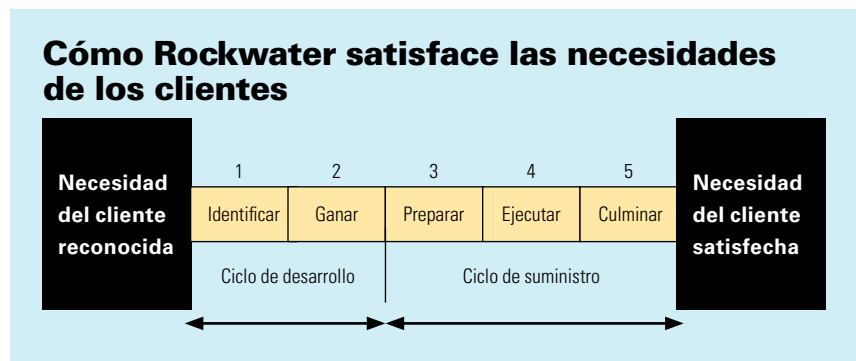 Cómo Rockwater satisface las necesidades
de los clientes
Necesidad
del cliente
reconocida
1 2 3 4 5
Identificar Ganar Preparar Ejecutar Culminar
Ciclo de desarrollo Ciclo de suministro
Necesidad
del cliente
satisfecha